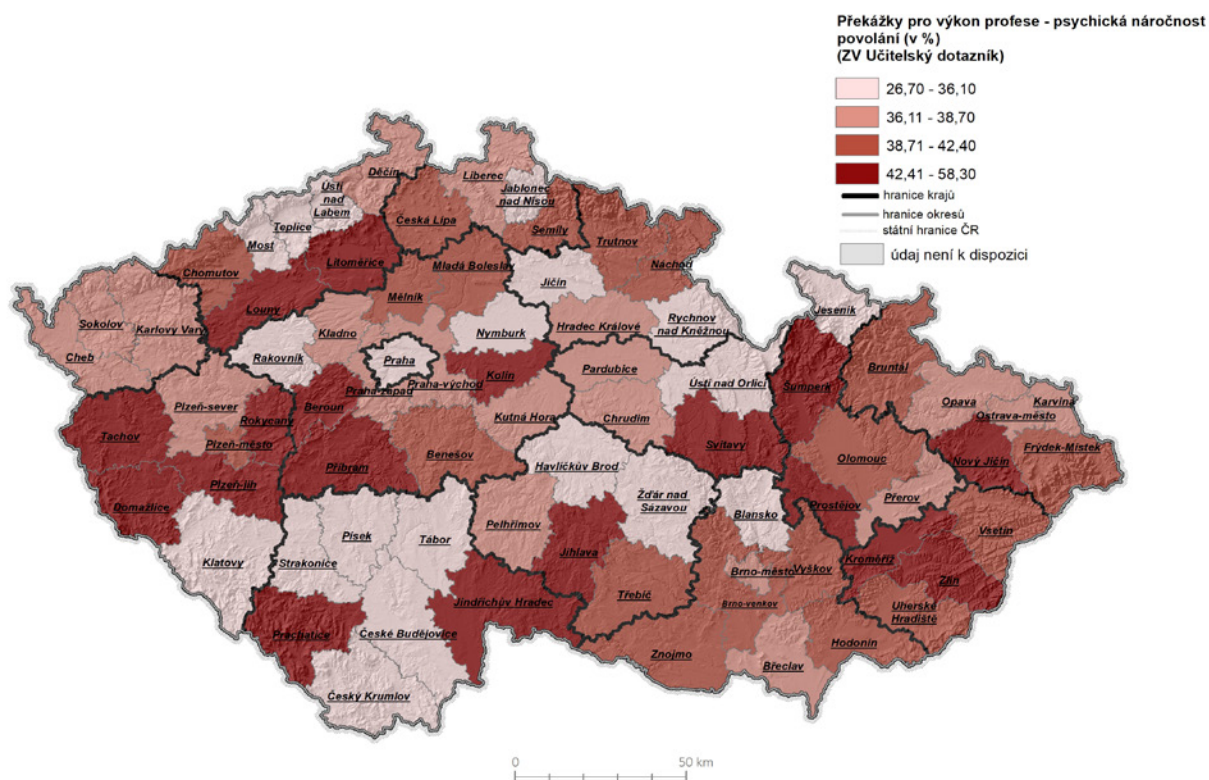 Překážky pro výkon profese - psychická náročnost
povolání (v %)
(ZV Učitelský dotazník)
26,70 - 36,10
36,11 - 38,70
38,71 - 42,40
42,41 - 58,30
hranice krajů
hranice okresů
státní hranice ČR
údaj není k dispozici
Děčín
Liberec
Ústí
nad
Labem
Jablonec
nad Nisou
Teplice
Česká Lípa
Semily
Most
Trutnov
Litoměřice
Chomutov
Mladá Boleslav
Náchod
Jičín
Mělník
Jeseník
Louny
Sokolov
Karlovy Vary
Kladno
Nymburk
Hradec Králové
Rychnov
nad Kněžnou
Cheb
Rakovník
Praha
Kolín
Pardubice
Ústí nad Orlicí
Šumperk
Bruntál
Praha-západ
Praha-východ
Beroun
Plzeň-sever
Rokycany
Kutná Hora
Chrudim
Opava
Karviná
Ostrava-město
Tachov
Plzeň-město
Svitavy
Příbram
Benešov
Olomouc
Nový Jičín
Frýdek-Místek
Havlíčkův Brod
Plzeň-jih
Domažlice
Žďár nad
Sázavou
Blansko
Prostějov
Přerov
Pelhřimov
Vsetín
Klatovy
Písek
Tábor
Strakonice
Jihlava
Brno-město
Vyškov
Kroměříž
Zlín
Třebíč
Jindřichův Hradec
Brno-venkov
Uherské
Hradiště
Prachatice
České Budějovice
Znojmo
Hodonín
Břeclav
Český Krumlov
0
50 km